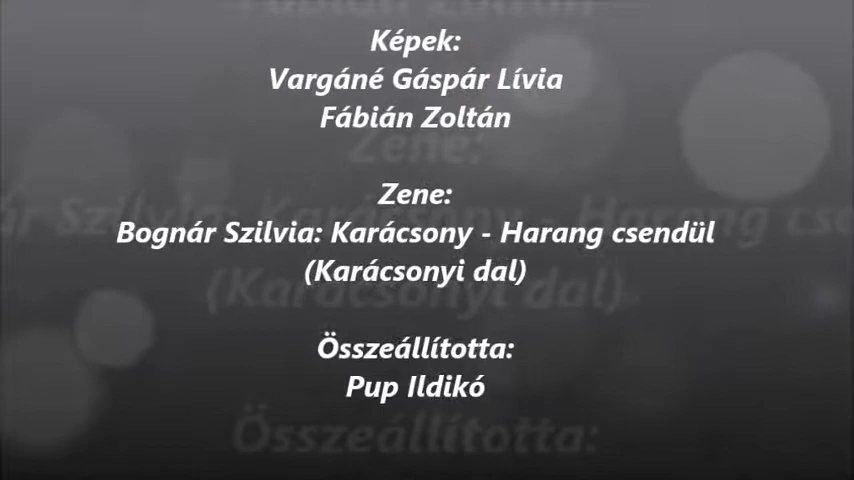 Képek:
Vargáné Gáspár Lívia
Fábián Zoltán
Zene:
Bognár Szilvia: Karácsony - Harang csendül
(Karácsonyi dal)
Összeállította:
Pup Ildikó